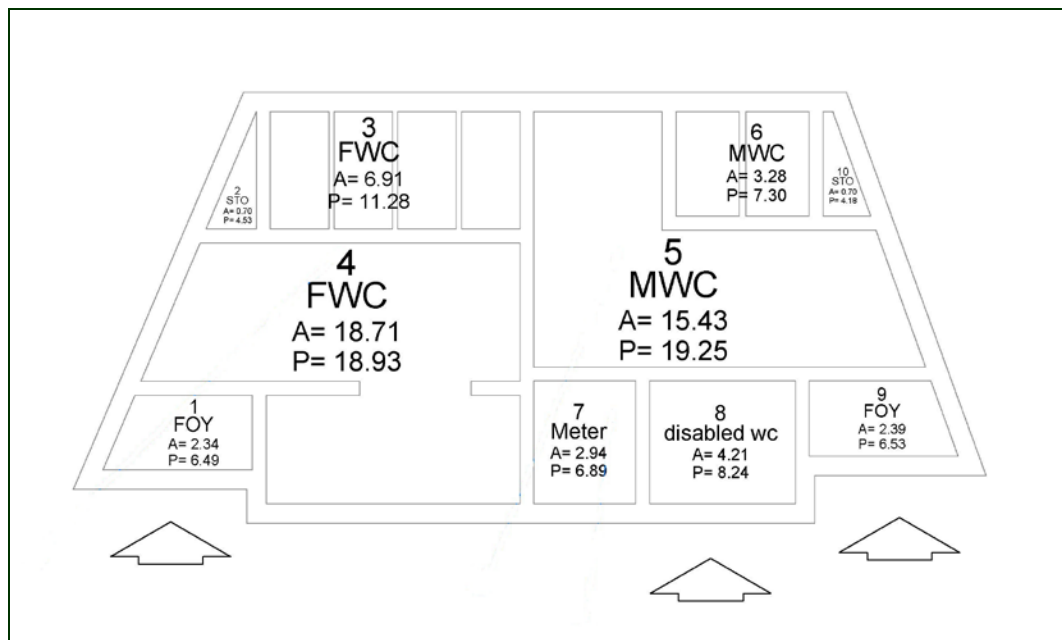 3
FWC
A= 6.91
P= 11.28
6
MWC
A= 3.28
P= 7.30
2
STO
A= 0.70
P= 4.53
10
STO
A= 0.70
P= 4.18
4
FWC
A= 18.71
P= 18.93
5
MWC
A= 15.43
P= 19.25
1
FOY
A= 2.34
P= 6.49
7
Meter
A= 2.94
P= 6.89
8
disabled wc
A= 4.21
P= 8.24
9
FOY
A= 2.39
P= 6.53